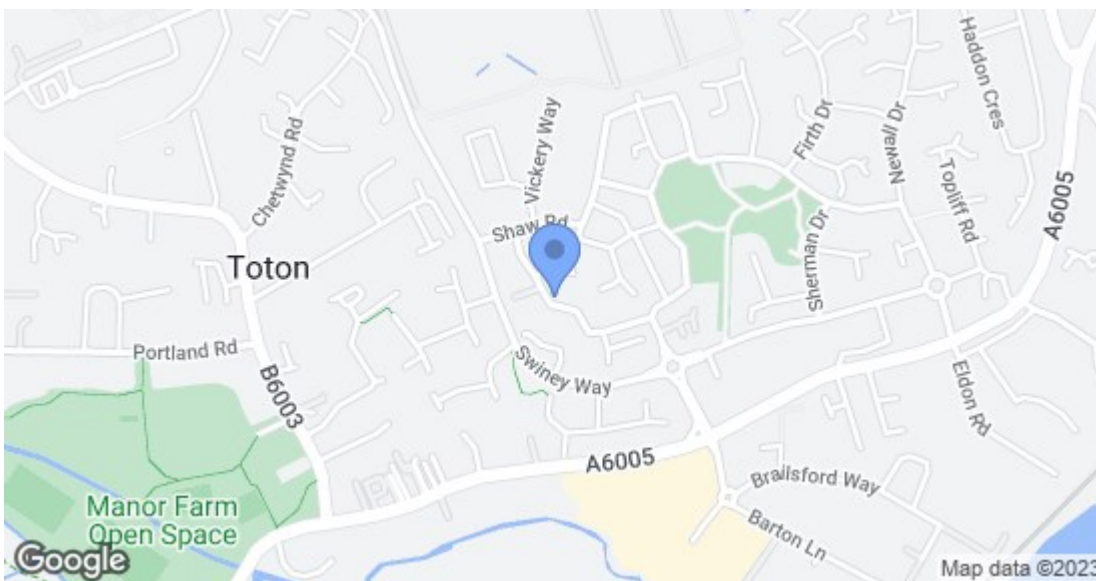 Haddon Cres
Firth Dr
Newall Dr
Vickery Way
Chetwynd Rd
Topliff Rd
A6005
Shaw Rd
Sherman Dr
Toton
Portland Rd
B6003
Swiney Way
Eldon Rd
A6005
Brailsford Way
Manor Farm
Open Space
Barton Ln
Google
Map data ©2023